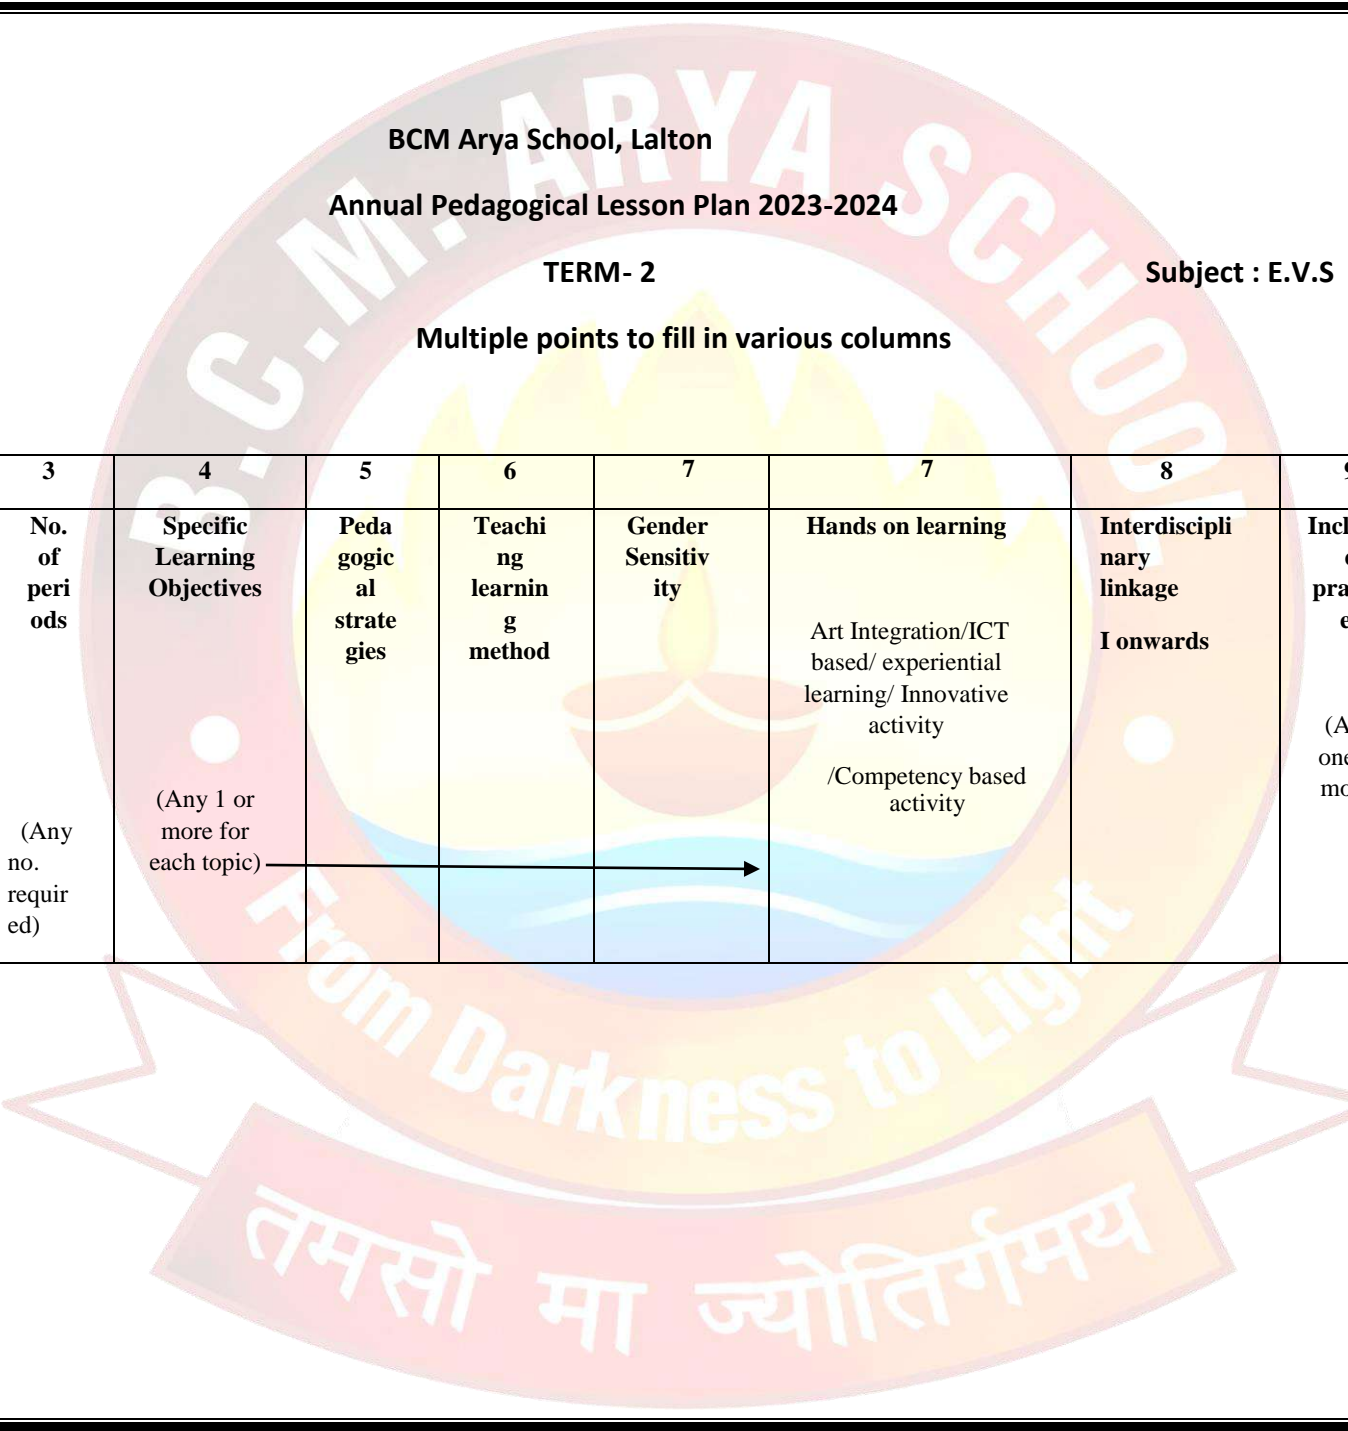 B.C.M. ARYA SCHOOL
BCM Arya School, Lalton
Annual Pedagogical Lesson Plan 2023-2024
TERM- 2
Subject : E.V.S
Multiple points to fill in various columns
3
4
5
6
7
7
8
No.
of
peri
ods
(Any
no.
requir
ed)
Specific
Learning
Objectives
(Any 1 or
more for
each topic)
Peda
gogic
al
strate
gies
Teachi
ng
learnin
g
method
Gender
Sensitiv
ity
Hands on learning
Art Integration/ICT
based/ experiential
learning/ Innovative
activity
/Competency based
activity
Interdiscipli
nary
linkage
I onwards
From Darkness to Light
तमसो मा ज्योतिर्गमय